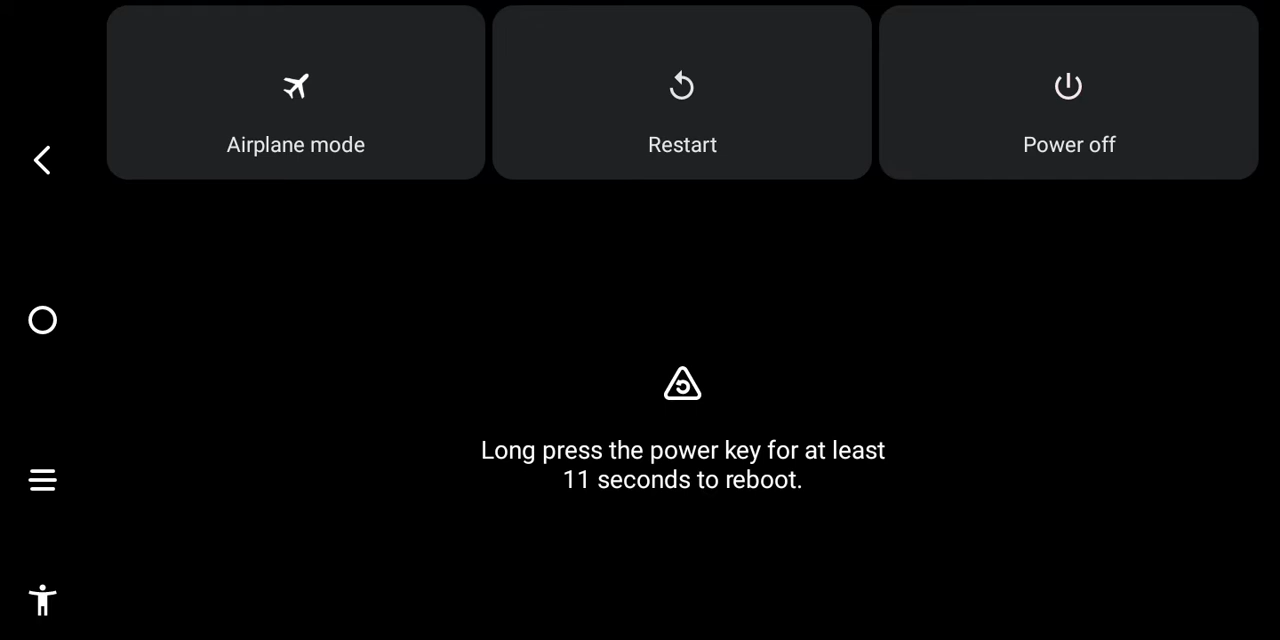 Airplane mode
Restart
Power off
Long press the power key for at least
11 seconds to reboot.